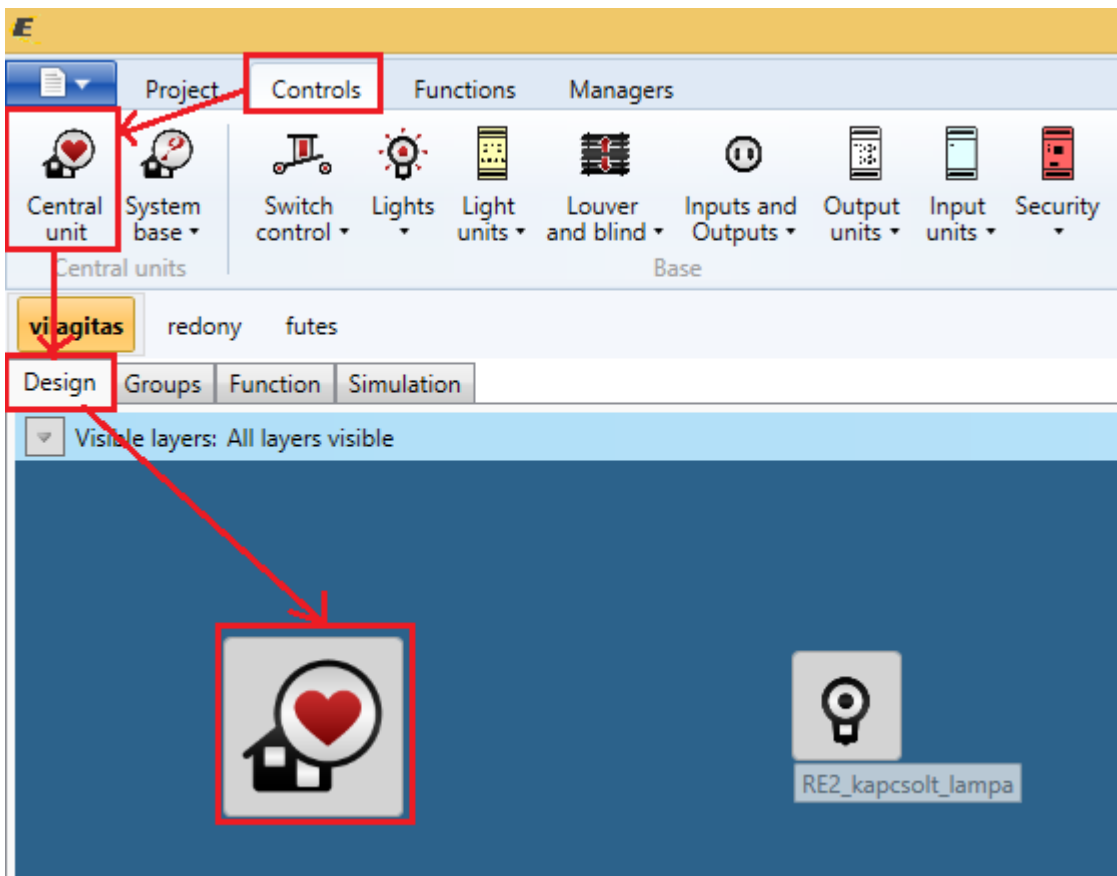 Project Controls Functions Managers
Central unit
System base
Switch control
Lights
Light units
Louver and blind
Inputs and Outputs
Output units
Input units
Security
Central units
Base
vilagitas redony futes
Design Groups Function Simulation
Visible layers: All layers visible
RE2_kapcsolt_lampa